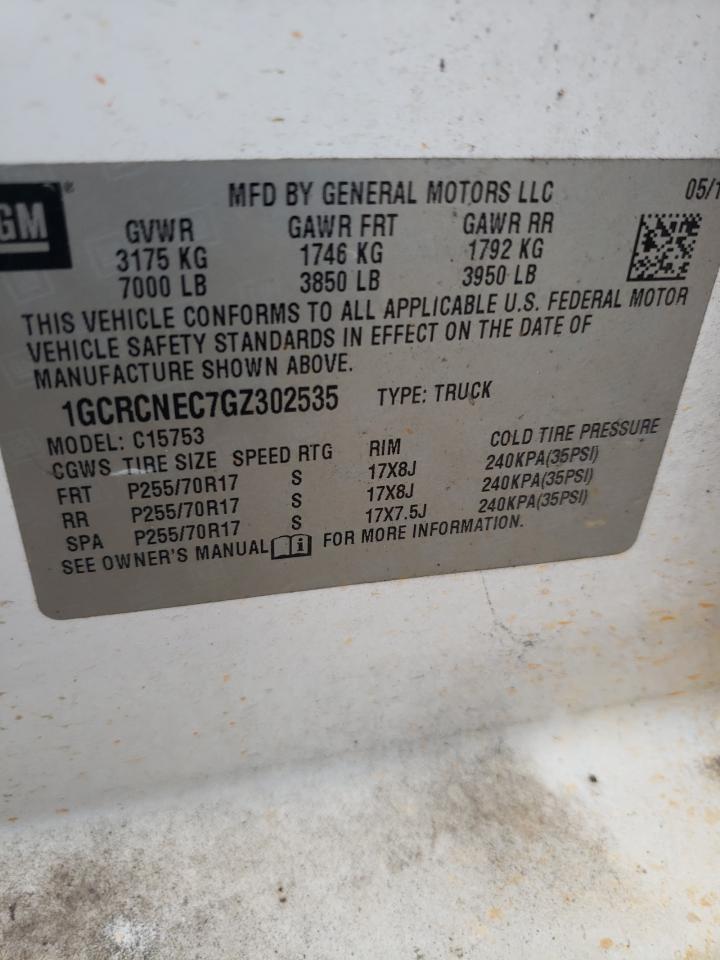 GM® MFD BY GENERAL MOTORS LLC 05/1
GVWR GAWR FRT GAWR RR
3175 KG 1746 KG 1792 KG
7000 LB 3850 LB 3950 LB
THIS VEHICLE CONFORMS TO ALL APPLICABLE U.S. FEDERAL MOTOR
VEHICLE SAFETY STANDARDS IN EFFECT ON THE DATE OF
MANUFACTURE SHOWN ABOVE.
1GCRCNEC7GZ302535 TYPE: TRUCK
MODEL: C15753
CGWS TIRE SIZE SPEED RTG RIM COLD TIRE PRESSURE
FRT P255/70R17 S 17X8J 240KPA(35PSI)
RR P255/70R17 S 17X8J 240KPA(35PSI)
SPA P255/70R17 S 17X7.5J 240KPA(35PSI)
SEE OWNER'S MANUAL i FOR MORE INFORMATION.